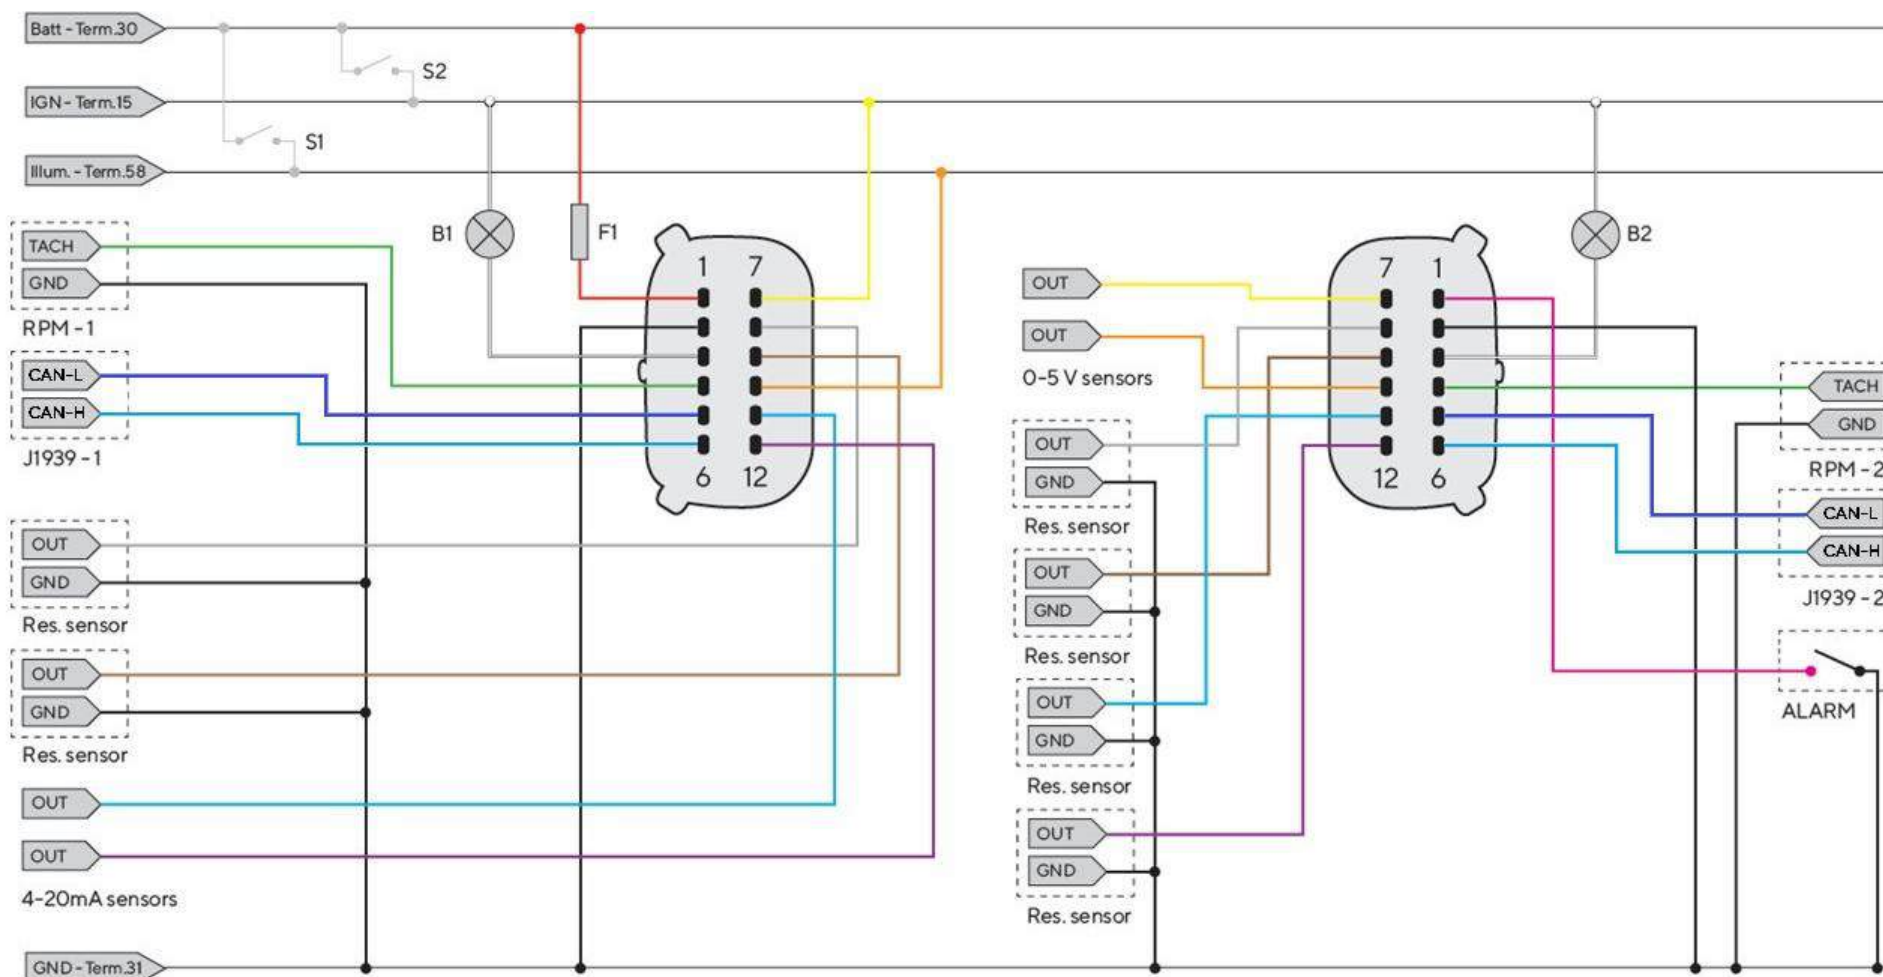 Batt - Term.30
S2
IGN - Term.15
S1
Illum. - Term.58
TACH
GND
RPM - 1
CAN-L
CAN-H
J1939 - 1
B1
F1
1 7
6 12
OUT
GND
Res. sensor
OUT
GND
Res. sensor
OUT
OUT
4-20mA sensors
GND - Term.31
OUT
OUT
0-5 V sensors
OUT
GND
Res. sensor
OUT
GND
Res. sensor
OUT
GND
Res. sensor
OUT
GND
Res. sensor
7 1
12 6
B2
TACH
GND
RPM - 2
CAN-L
CAN-H
J1939 - 2
ALARM